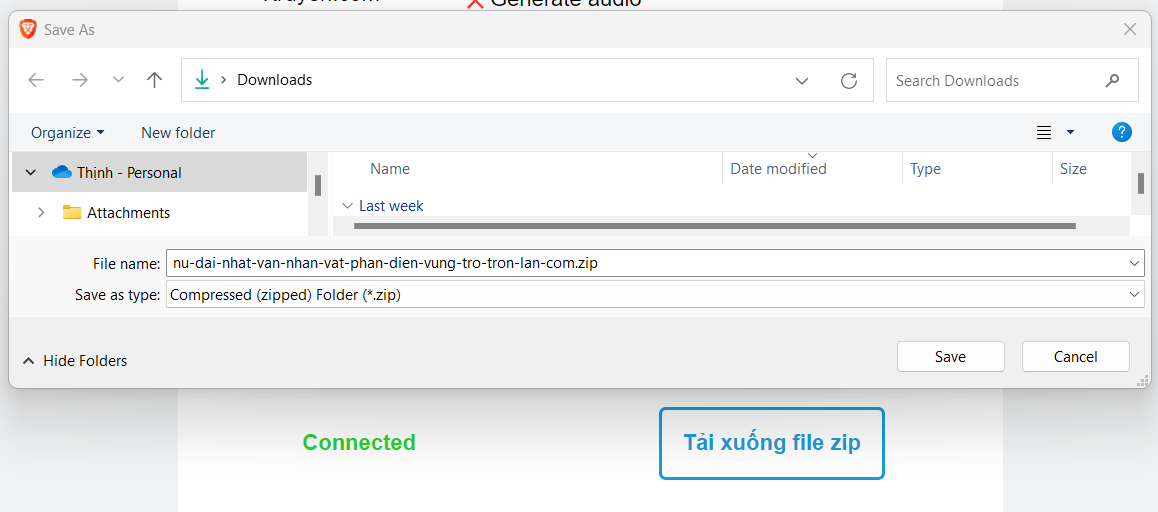 Generate audio
Save As
Downloads
Search Downloads
Organize
New folder
Thịnh - Personal
Attachments
Name
Date modified
Type
Size
Last week
File name:
nu-dai-nhat-van-nhan-vat-phan-dien-vung-tro-tron-lan-com.zip
Save as type:
Compressed (zipped) Folder (*.zip)
Hide Folders
Save
Cancel
Connected
Tải xuống file zip